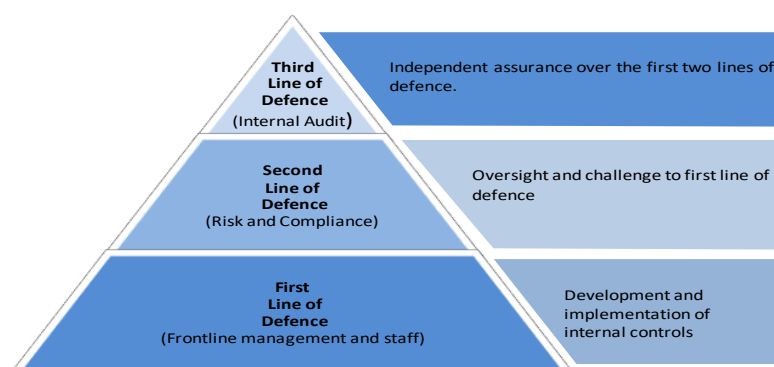 Third
Line of
Defence
(Internal Audit)
Independent assurance over the first two lines of
defence.
Second
Line of
Defence
(Risk and Compliance)
Oversight and challenge to first line of
defence
First
Line of
Defence
(Frontline management and staff)
Development and
implementation of
internal controls